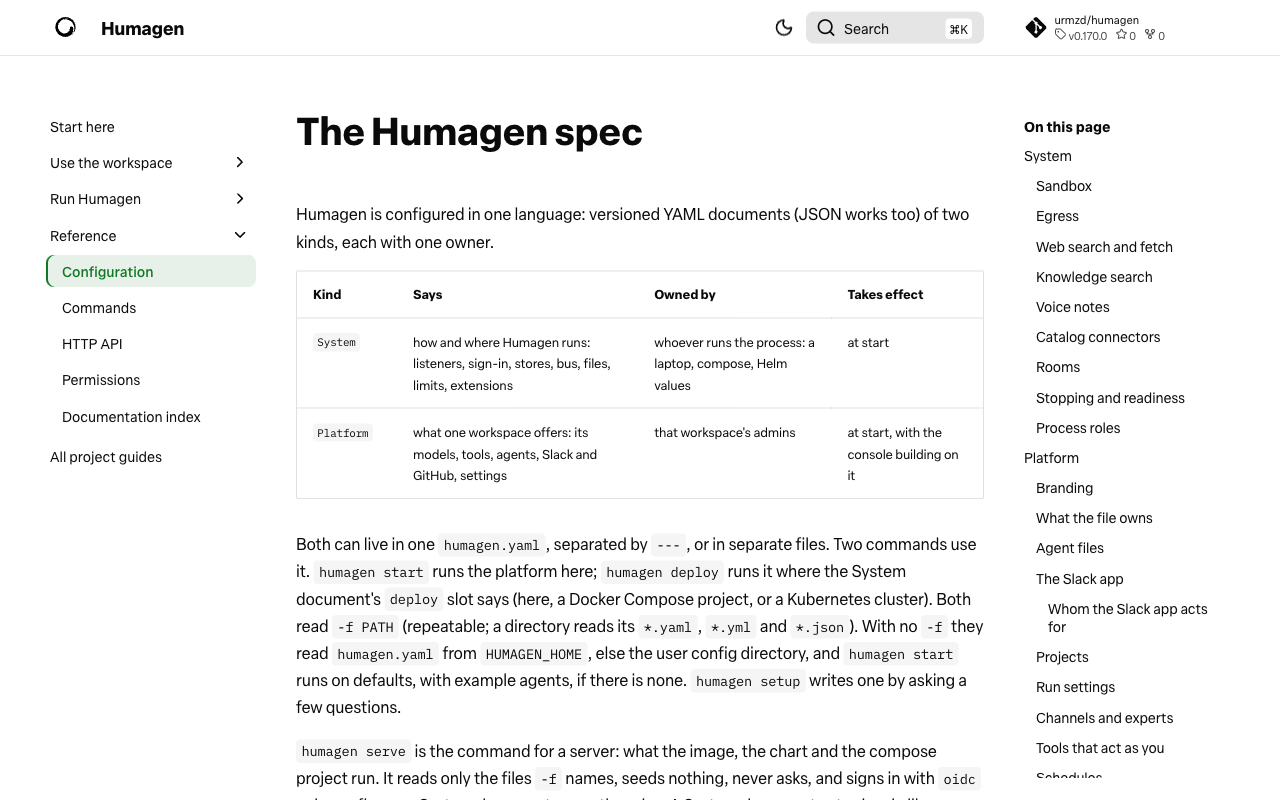 Humagen
Search
⌘K
urmzd/humagen
v0.170.0 0 0
Start here
Use the workspace
Run Humagen
Reference
Configuration
Commands
HTTP API
Permissions
Documentation index
All project guides
The Humagen spec
Humagen is configured in one language: versioned YAML documents (JSON works too) of two
kinds, each with one owner.
Kind Says Owned by Takes effect
System how and where Humagen runs: whoever runs the process: a at start
listeners, sign-in, stores, bus, files, laptop, compose, Helm
limits, extensions values
Platform what one workspace offers: its that workspace's admins at start, with the
models, tools, agents, Slack and console building on
GitHub, settings it
Both can live in one humagen.yaml , separated by --- , or in separate files. Two commands use
it. humagen start runs the platform here; humagen deploy runs it where the System
document's deploy slot says (here, a Docker Compose project, or a Kubernetes cluster). Both
read -f PATH (repeatable; a directory reads its *.yaml , *.yml and *.json ). With no -f they
read humagen.yaml from HUMAGEN_HOME , else the user config directory, and humagen start
runs on defaults, with example agents, if there is none. humagen setup writes one by asking a
few questions.
humagen serve is the command for a server: what the image, the chart and the compose
project run. It reads only the files -f names, seeds nothing, never asks, and signs in with oidc
On this page
System
Sandbox
Egress
Web search and fetch
Knowledge search
Voice notes
Catalog connectors
Rooms
Stopping and readiness
Process roles
Platform
Branding
What the file owns
Agent files
The Slack app
Whom the Slack app acts
for
Projects
Run settings
Channels and experts
Tools that act as you
Schedules